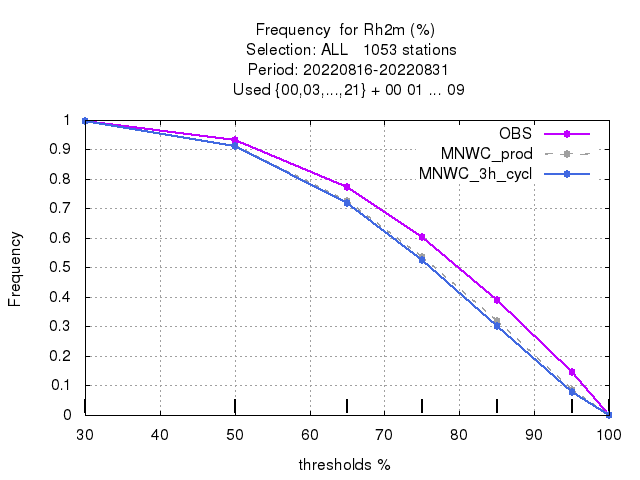 Frequency  for Rh2m (%)
Selection: ALL   1053 stations
Period: 20220816-20220831
Used {00,03,...,21} + 00 01 ... 09
OBS
MNWC_prod
MNWC_3h_cycl
1
0.9
0.8
0.7
0.6
0.5
0.4
0.3
0.2
0.1
0
Frequency
30 40 50 60 70 80 90 100
thresholds %